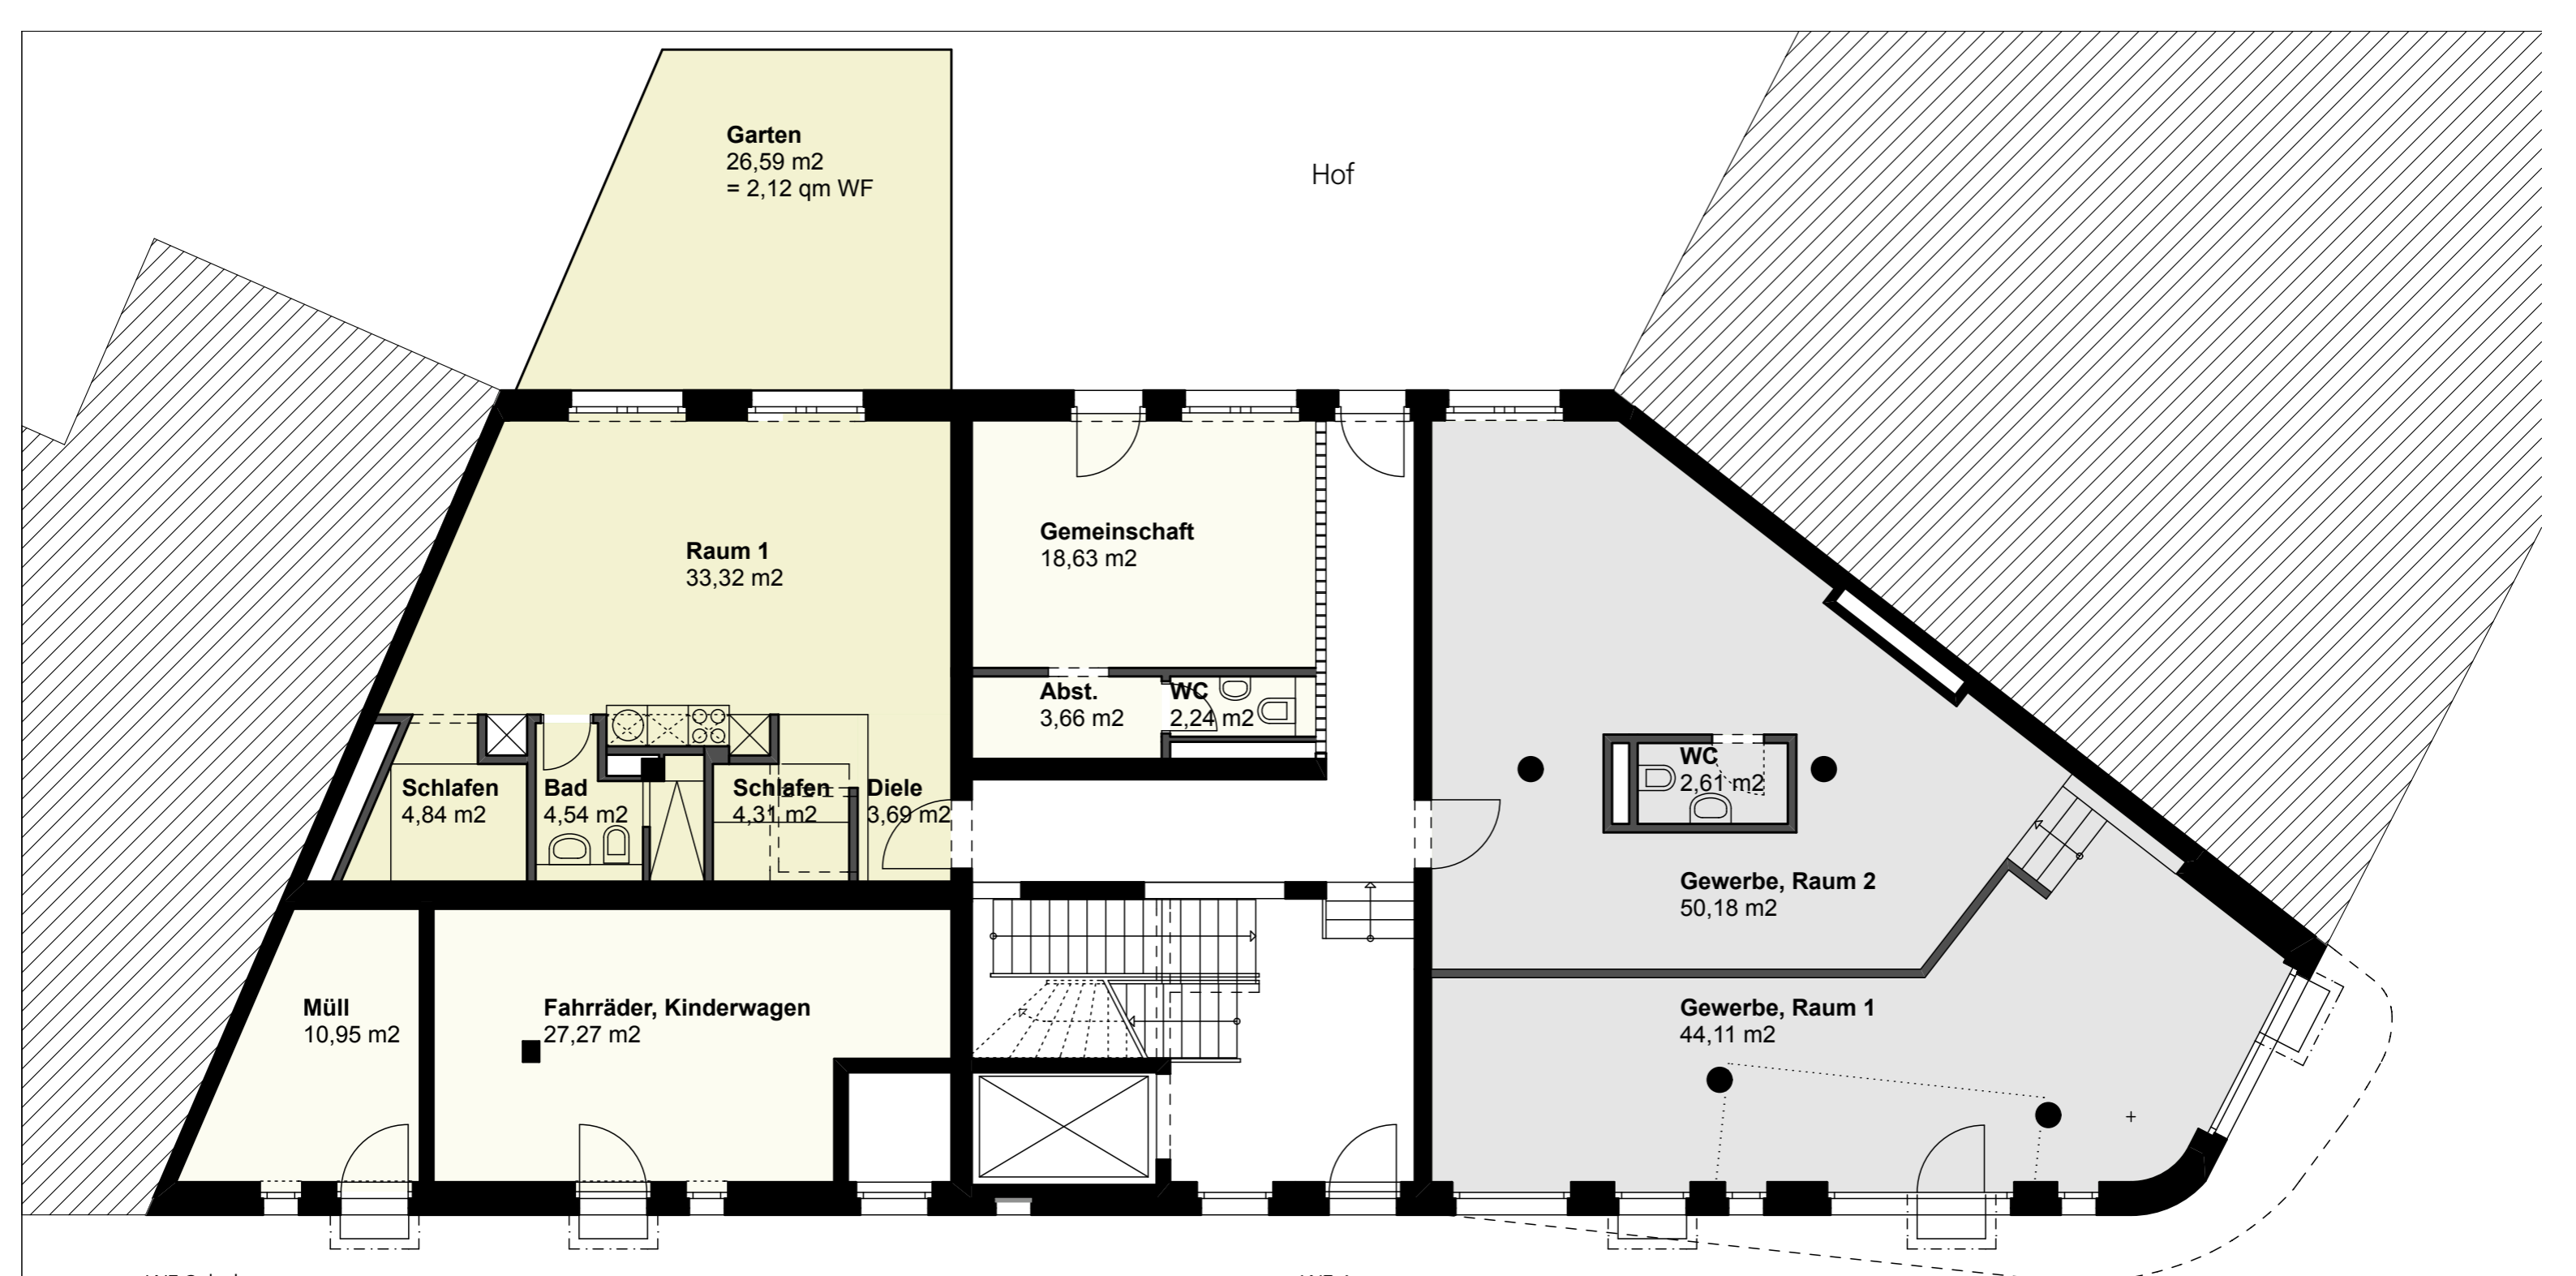 Garten
26,59 m2
= 2,12 qm WF
Hof
Raum 1
33,32 m2
Gemeinschaft
18,63 m2
Abst.
3,66 m2
WC
2,24 m2
Schlafen
4,84 m2
Bad
4,54 m2
Schlafen
4,31 m2
Diele
3,69 m2
WC
2,61 m2
Gewerbe, Raum 2
50,18 m2
Müll
10,95 m2
Fahrräder, Kinderwagen
27,27 m2
Gewerbe, Raum 1
44,11 m2